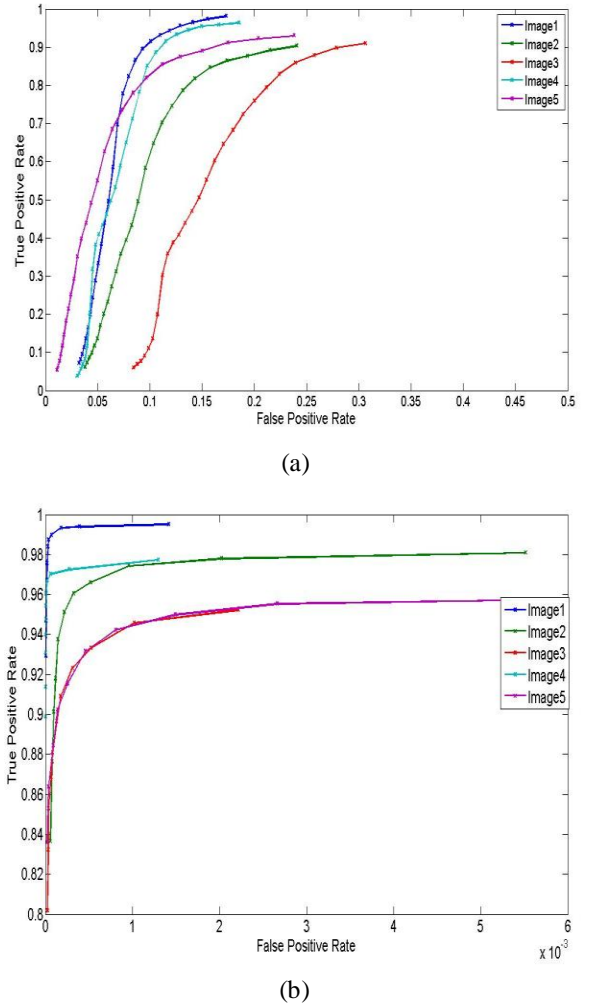 1
0.9
0.8
0.7
0.6
0.5
0.4
0.3
0.2
0.1
0
True Positive Rate
Image1
Image2
Image3
Image4
Image5
0 0.05 0.1 0.15 0.2 0.25 0.3 0.35 0.4 0.45 0.5
False Positive Rate
(a)
1
0.98
0.96
0.94
0.92
0.9
0.88
0.86
0.84
0.82
0.8
True Positive Rate
Image1
Image2
Image3
Image4
Image5
0 1 2 3 4 5 6
False Positive Rate
x 10⁻³
(b)